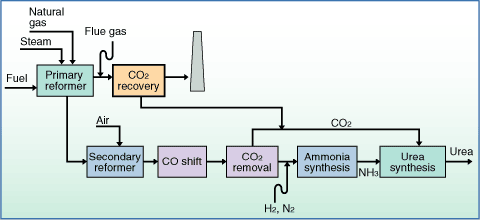 Natural
gas
Steam
Flue gas
Fuel
Primary
reformer
CO2
recovery
Air
CO2
Secondary
reformer
CO shift
CO2
removal
Ammonia
synthesis
NH3
Urea
synthesis
Urea
H2, N2